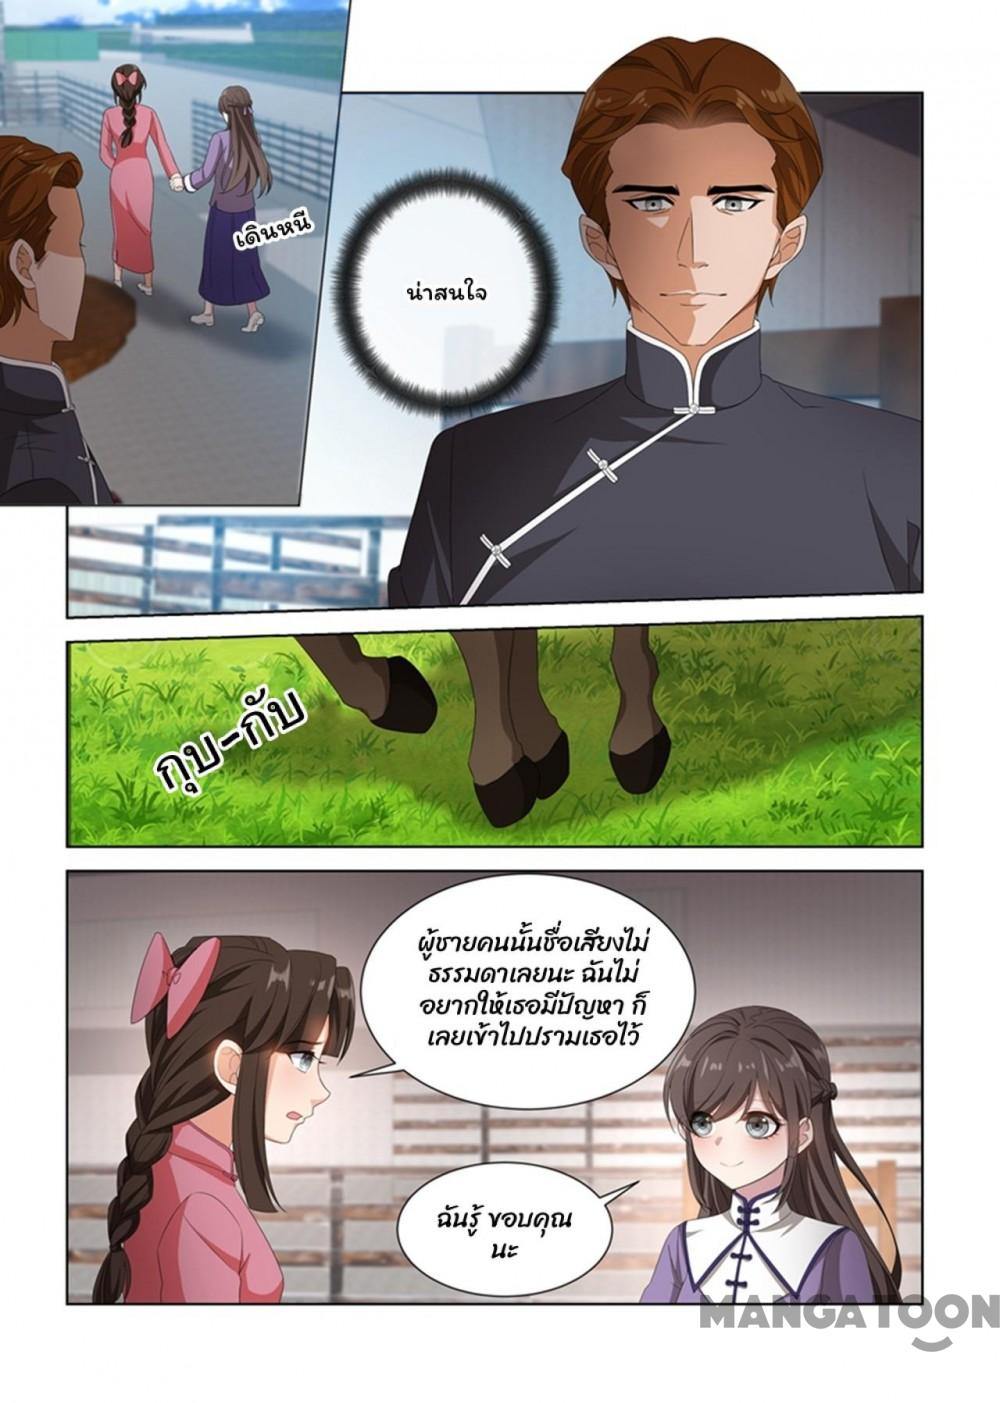 เดินหนี
น่าสนใจ
กุบ-กับ
ผู้ชายคนนั้นชื่อเสียงไม่
ธรรมดาเลยนะ ฉันไม่
อยากให้เธอมีปัญหา ก็
เลยเข้าไปปรามเธอไว้
ฉันรู้ ขอบคุณ
นะ
MANGATOON